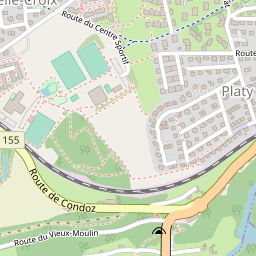 elle-Croix
Route du Centre Sportif
Route
Platy
155
Route de Condoz
Route du Vieux-Moulin